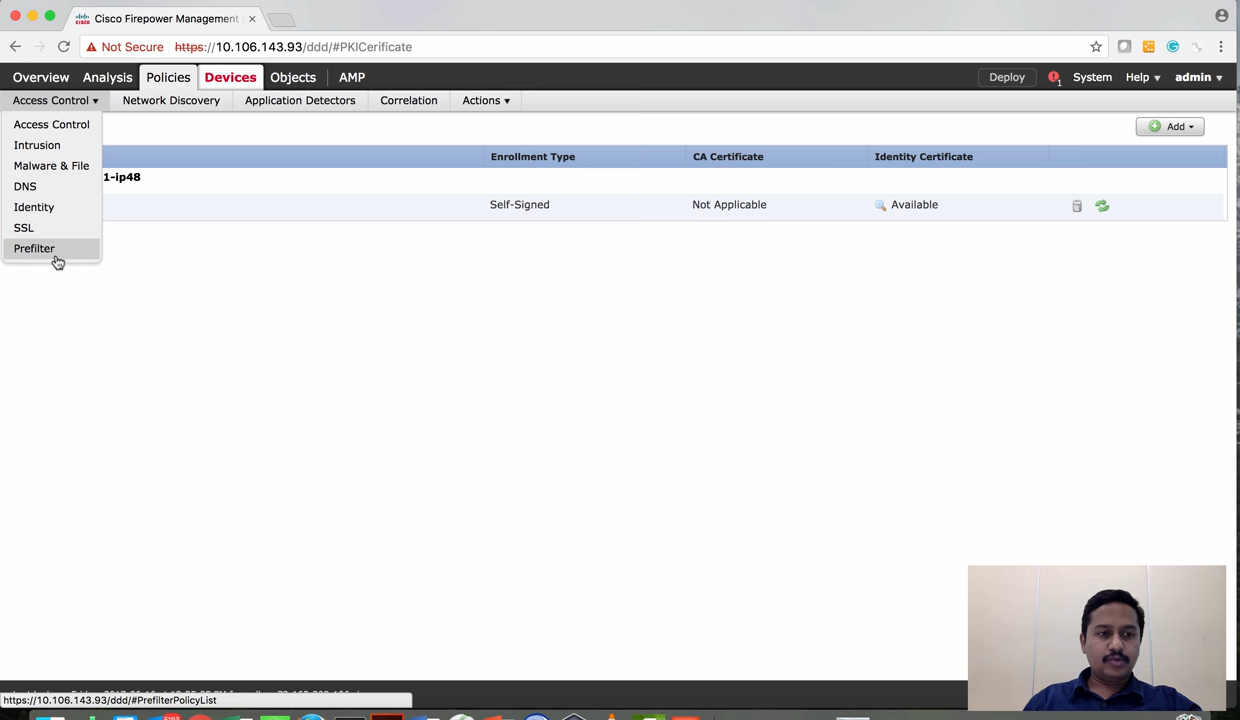 Cisco Firepower Management
Not Secure https://10.106.143.93/ddd/#PKICerificate
Overview Analysis Policies Devices Objects AMP Deploy 1 System Help admin
Access Control Network Discovery Application Detectors Correlation Actions
Access Control
Intrusion
Malware & File
DNS
Identity
SSL
Prefilter
Add
Enrollment Type CA Certificate Identity Certificate
1-ip48
Self-Signed Not Applicable Available
https://10.106.143.93/ddd/#PrefilterPolicyList